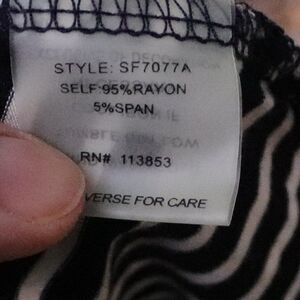 STYLE: SF7077A
SELF-95%RAYON
5%SPAN
RN# 113853
VERSE FOR CARE